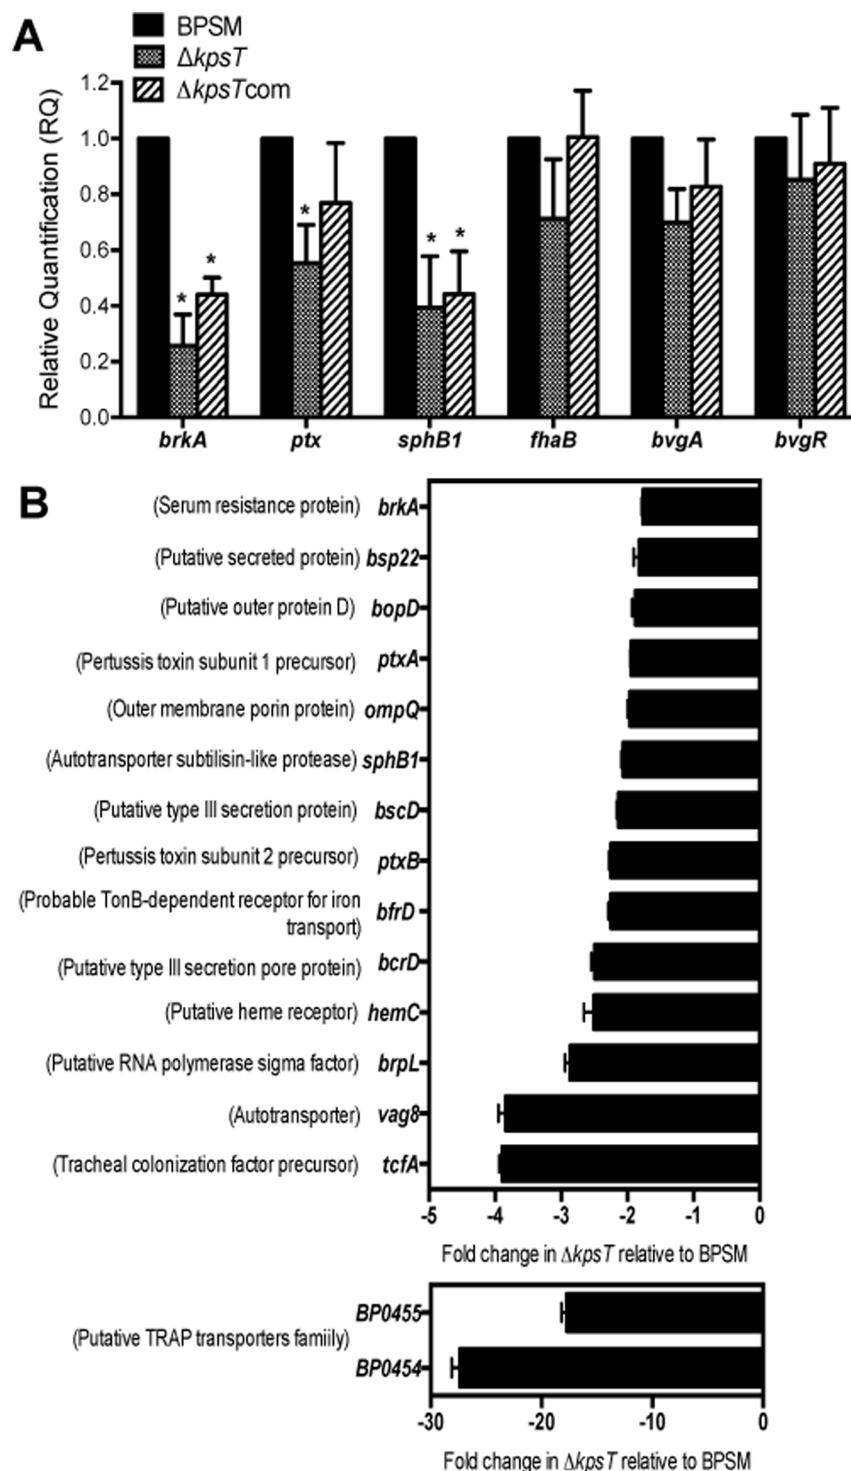 A
BPSM
ΔkpsT
ΔkpsTcom
Relative Quantification (RQ)
1.2
1.0
0.8
0.6
0.4
0.2
0.0
* * * * *
brkA ptx sphB1 fhaB bvgA bvgR
B
(Serum resistance protein) brkA
(Putative secreted protein) bsp22
(Putative outer protein D) bopD
(Pertussis toxin subunit 1 precursor) ptxA
(Outer membrane porin protein) ompQ
(Autotransporter subtilisin-like protease) sphB1
(Putative type III secretion protein) bscD
(Pertussis toxin subunit 2 precursor) ptxB
(Probable TonB-dependent receptor for iron
transport) bfrD
(Putative type III secretion pore protein) bcrD
(Putative heme receptor) hemC
(Putative RNA polymerase sigma factor) brpL
(Autotransporter) vag8
(Tracheal colonization factor precursor) tcfA
-5 -4 -3 -2 -1 0
Fold change in ΔkpsT relative to BPSM
BP0455
(Putative TRAP transporters famiily)
BP0454
-30 -20 -10 0
Fold change in ΔkpsT relative to BPSM